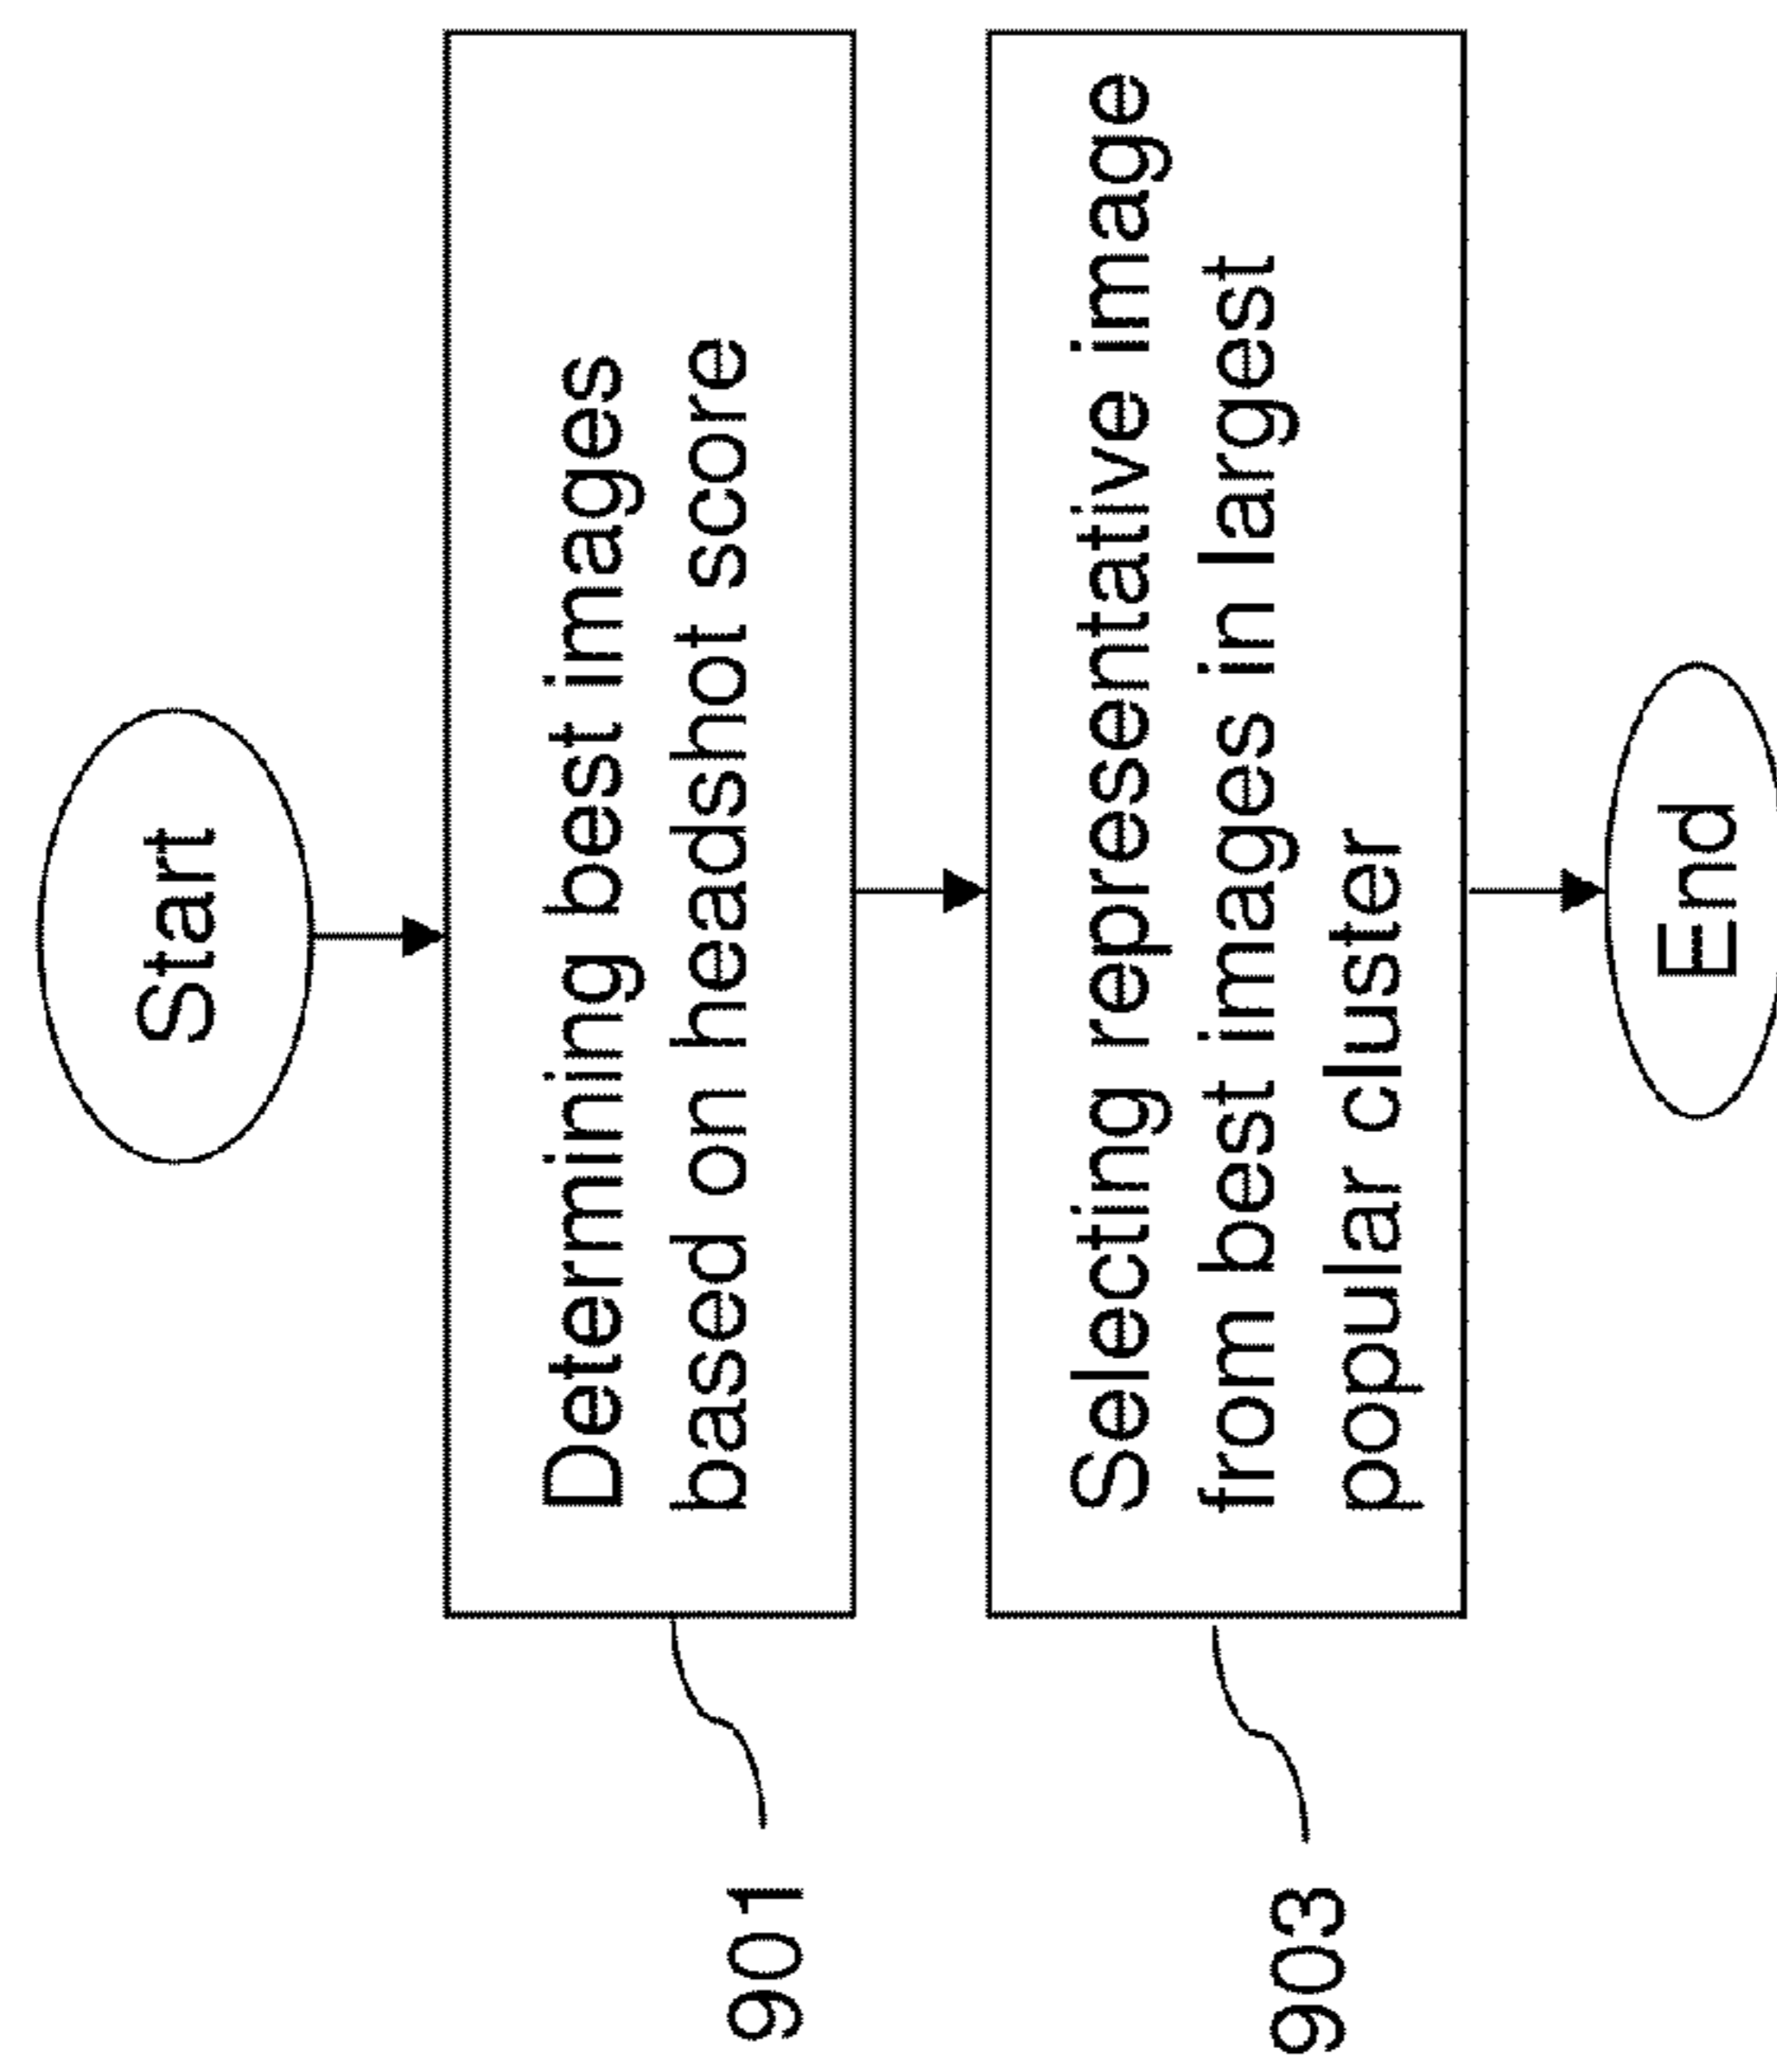 Start
Determining best images
based on headshot score
901
Selecting representative image
from best images in largest
popular cluster
903
End